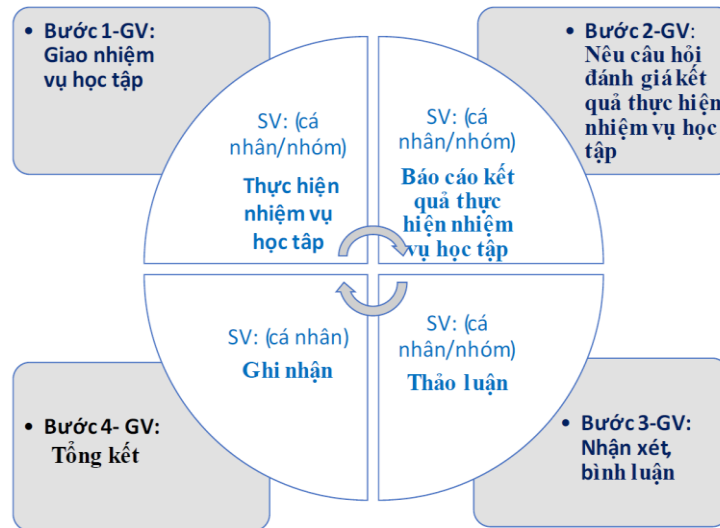 • Bước 1-GV:
Giao nhiệm
vụ học tập
• Bước 2-GV:
Nêu câu hỏi
đánh giá kết
quả thực hiện
nhiệm vụ học
tập
SV: (cá
nhân/nhóm)
Thực hiện
nhiệm vụ
học tâp
SV: (cá
nhân/nhóm)
Báo cáo kết
quả thực
hiện nhiệm
vụ học tập
SV: (cá nhân)
Ghi nhận
SV: (cá
nhân/nhóm)
Thảo luận
• Bước 4- GV:
Tổng kết
• Bước 3-GV:
Nhận xét,
bình luận